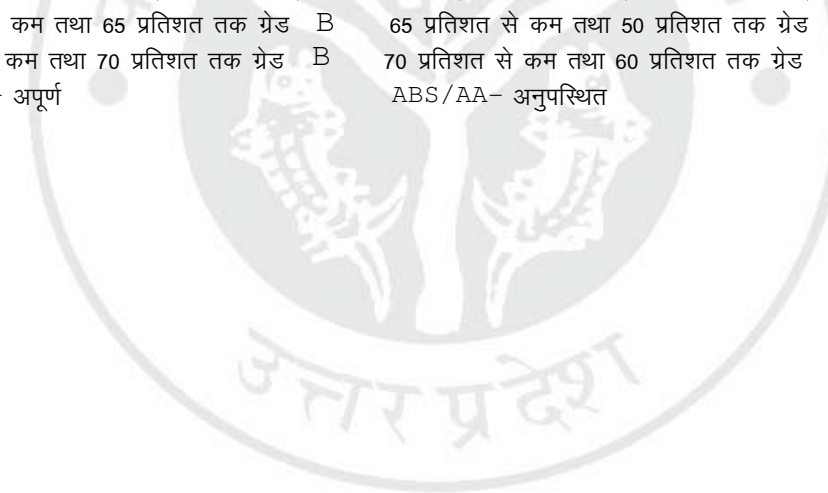 कम तथा 65 प्रतिशत तक ग्रेड B 65 प्रतिशत से कम तथा 50 प्रतिशत तक ग्रेड
कम तथा 70 प्रतिशत तक ग्रेड B 70 प्रतिशत से कम तथा 60 प्रतिशत तक ग्रेड
- अपूर्ण ABS/AA- अनुपस्थित
उत्तर प्रदेश